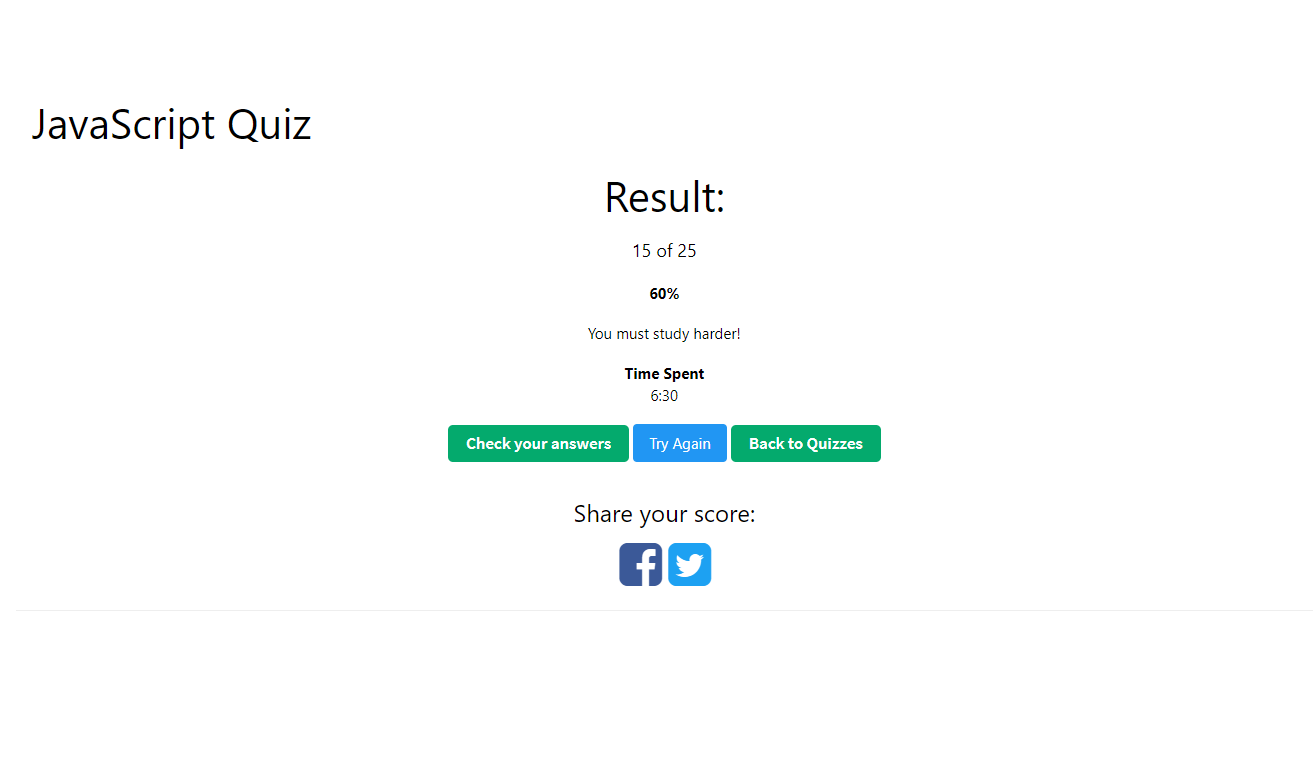 JavaScript Quiz
Result:
15 of 25
60%
You must study harder!
Time Spent
6:30
Check your answers Try Again Back to Quizzes
Share your score: